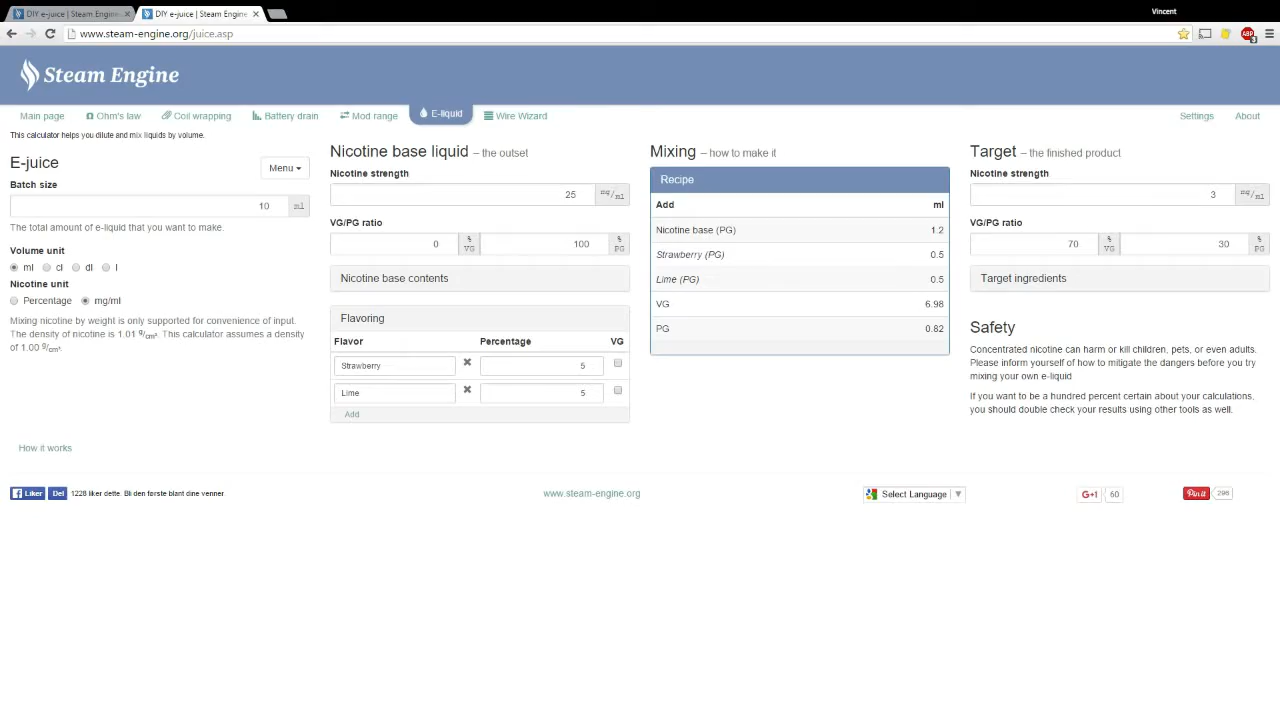 Vincent
DIY e-juice | Steam Engine
DIY e-juice | Steam Engine
www.steam-engine.org/juice.asp
ABP
3
Steam Engine
Main page
Ohm's law
Coil wrapping
Battery drain
Mod range
E-liquid
Wire Wizard
Settings
About
This calculator helps you dilute and mix liquids by volume.
E-juice
Menu
Batch size
10 ml
The total amount of e-liquid that you want to make.
Volume unit
ml cl dl l
Nicotine unit
Percentage mg/ml
Mixing nicotine by weight is only supported for convenience of input.
The density of nicotine is 1.01 g/cm³. This calculator assumes a density
of 1.00 g/cm³.
Nicotine base liquid – the outset
Nicotine strength
25 mg/ml
VG/PG ratio
0 % VG 100 % PG
Nicotine base contents
Flavoring
Flavor Percentage VG
Strawberry 5
Lime 5
Add
Mixing – how to make it
Recipe
Add ml
Nicotine base (PG) 1.2
Strawberry (PG) 0.5
Lime (PG) 0.5
VG 6.98
PG 0.82
Target – the finished product
Nicotine strength
3 mg/ml
VG/PG ratio
70 % VG 30 % PG
Target ingredients
Safety
Concentrated nicotine can harm or kill children, pets, or even adults.
Please inform yourself of how to mitigate the dangers before you try
mixing your own e-liquid
If you want to be a hundred percent certain about your calculations,
you should double check your results using other tools as well.
How it works
Liker Del 1228 liker dette. Bli den første blant dine venner.
www.steam-engine.org
Select Language
G+1 60
Pin it 296